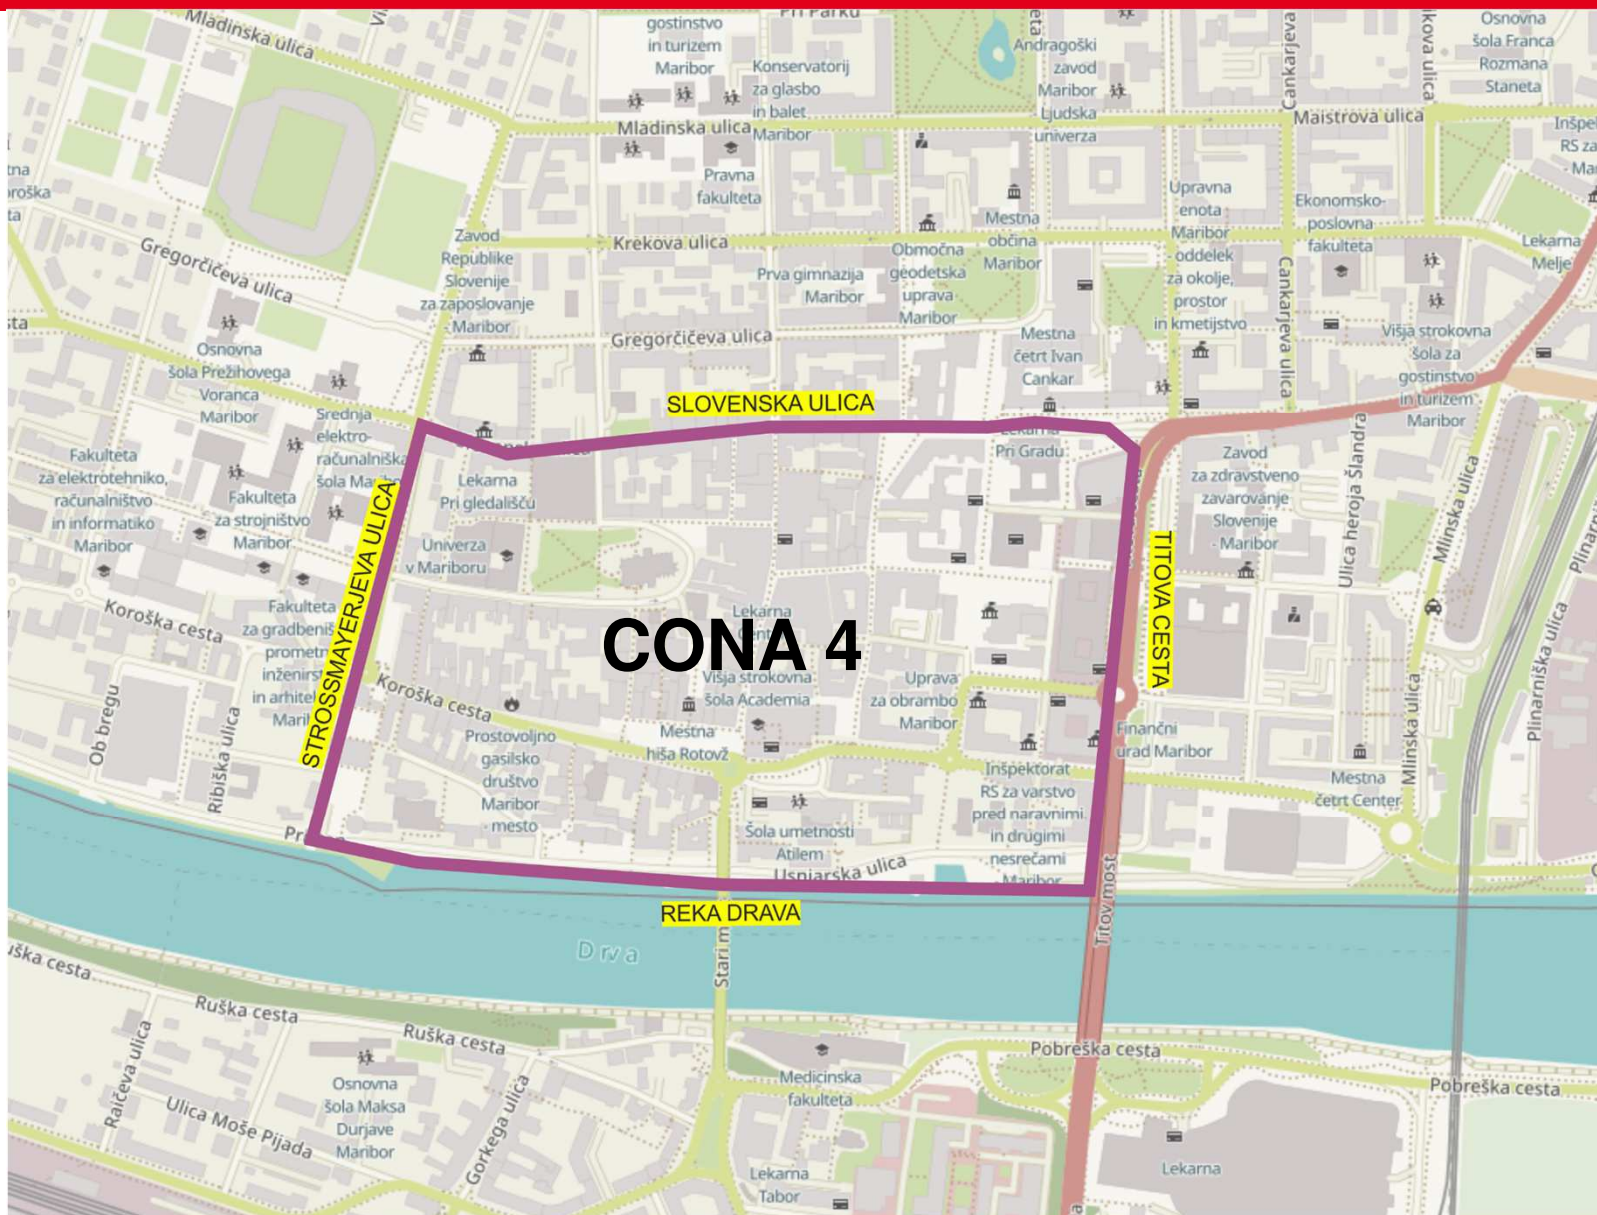 Mladinska ulica
gostinstvo
in turizem
Maribor
Konservatorij
za glasbo
in balet
Maribor
Andragoški
zavod
Maribor
- Ljudska
univerza
Cankarjeva
Osnovna
šola Franca
Rozmana
Staneta
Mladinska ulica
Maistrova ulica
Pravna
fakulteta
Gregorčičeva ulica
Zavod
Republike
Slovenije
za zaposlovanje
- Maribor
Krekova ulica
Prva gimnazija
Maribor
Območna
geodetska
uprava
Maribor
Mestna
občina
Maribor
Upravna
enota
Maribor
- oddelek
za okolje,
prostor
in kmetijstvo
Ekonomsko-
poslovna
fakulteta
Cankarjeva ulica
Lekarna
Melje
Gregorčičeva ulica
Mestna
četrt Ivan
Cankar
Višja strokovna
šola za
gostinstvo
in turizem
Maribor
Osnovna
šola Prežihovega
Voranca
Maribor
SLOVENSKA ULICA
Srednja
elektro-
računalniška
šola
Fakulteta
za elektrotehniko,
računalništvo
in informatiko
Maribor
Fakulteta
za strojništvo
Maribor
Lekarna
Pri gledališču
Lekarna
Pri Gradu
Zavod
za zdravstveno
zavarovanje
Slovenije
- Maribor
Ulica heroja Šlandra
Mlinska ulica
STROSSMAYERJEVA ULICA
TITOVA CESTA
Univerza
v Mariboru
Koroška cesta
Fakulteta
prometn
Lekarna
CONA 4
Višja strokovna
šola Academia
Uprava
za obrambo
Maribor
Koroška cesta
Ob bregu
Ribiška ulica
Prostovoljno
gasilsko
društvo
Maribor
- mesto
Mestna
hiša Rotovž
Finančni
urad Maribor
Inšpektorat
RS za varstvo
pred naravnimi
in drugimi
nesrečami
- Maribor
Mestna
četrt Center
Mlinska ulica
Plinarniška ulica
Šola umetnosti
Atilem
Usnjarska ulica
REKA DRAVA
Titov most
Stari m
Ruška cesta
Ruška cesta
Raičeva ulica
Osnovna
šola Maksa
Durjave
Maribor
Ulica Moše Pijada
Gorkega ulica
Medicinska
fakulteta
Pobreška cesta
Pobreška cesta
Lekarna
Tabor
Lekarna